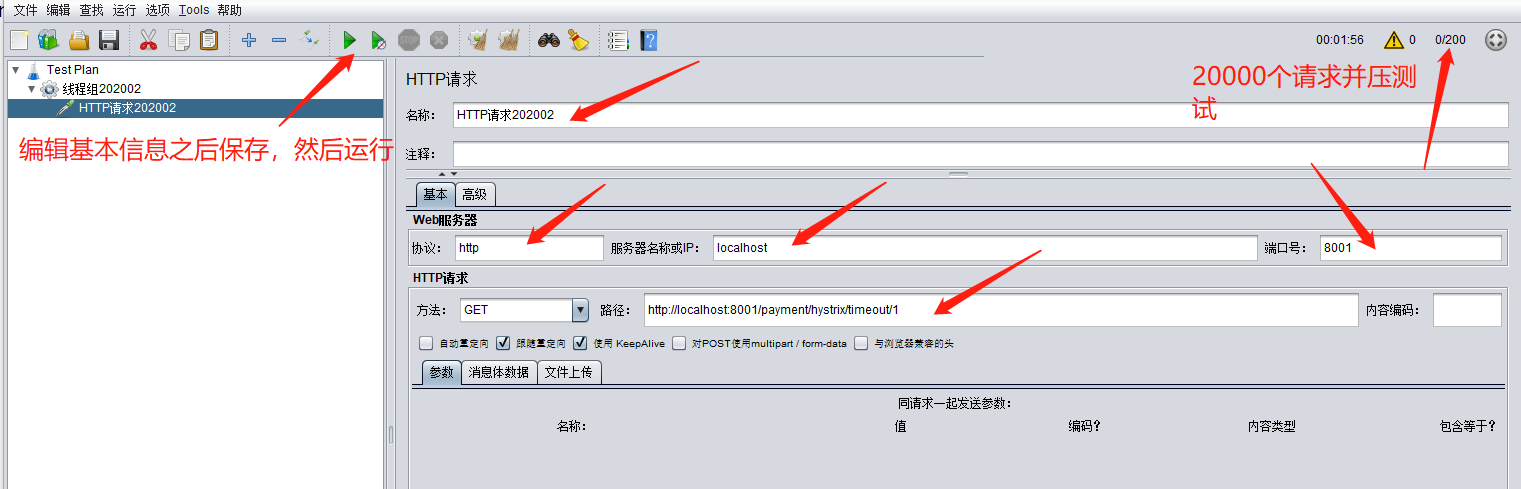 文件 编辑 查找 运行 选项 Tools 帮助
00:01:56 0 0/200
Test Plan
线程组202002
HTTP请求202002
编辑基本信息之后保存，然后运行
20000个请求并压测
试
HTTP请求
名称： HTTP请求202002
注释：
基本 高级
Web服务器
协议： http 服务器名称或IP： localhost 端口号： 8001
HTTP请求
方法： GET 路径： http://localhost:8001/payment/hystrix/timeout/1 内容编码：
自动重定向 跟随重定向 使用 KeepAlive 对POST使用multipart / form-data 与浏览器兼容的头
参数 消息体数据 文件上传
同请求一起发送参数：
名称： 值 编码？ 内容类型 包含等于？